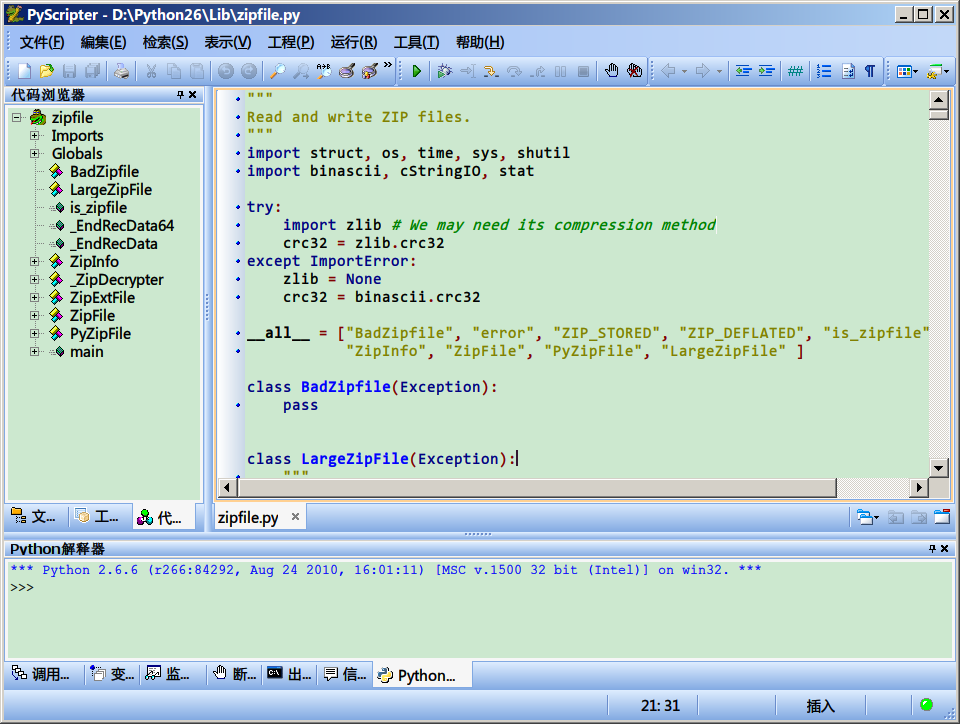 PyScripter - D:\Python26\Lib\zipfile.py
文件(F) 編集(E) 检索(S) 表示(V) 工程(P) 运行(R) 工具(T) 帮助(H)
代码浏览器
zipfile
Imports
Globals
BadZipfile
LargeZipFile
is_zipfile
_EndRecData64
_EndRecData
ZipInfo
_ZipDecrypter
ZipExtFile
ZipFile
PyZipFile
main
文... 工... 代...
"""
Read and write ZIP files.
"""
import struct, os, time, sys, shutil
import binascii, cStringIO, stat
try:
import zlib # We may need its compression method
crc32 = zlib.crc32
except ImportError:
zlib = None
crc32 = binascii.crc32
__all__ = ["BadZipfile", "error", "ZIP_STORED", "ZIP_DEFLATED", "is_zipfile"
"ZipInfo", "ZipFile", "PyZipFile", "LargeZipFile" ]
class BadZipfile(Exception):
pass
class LargeZipFile(Exception):
"""
zipfile.py
Python解释器
*** Python 2.6.6 (r266:84292, Aug 24 2010, 16:01:11) [MSC v.1500 32 bit (Intel)] on win32. ***
>>>
调用... 变... 监... 断... 出... 信... Python...
21: 31 插入